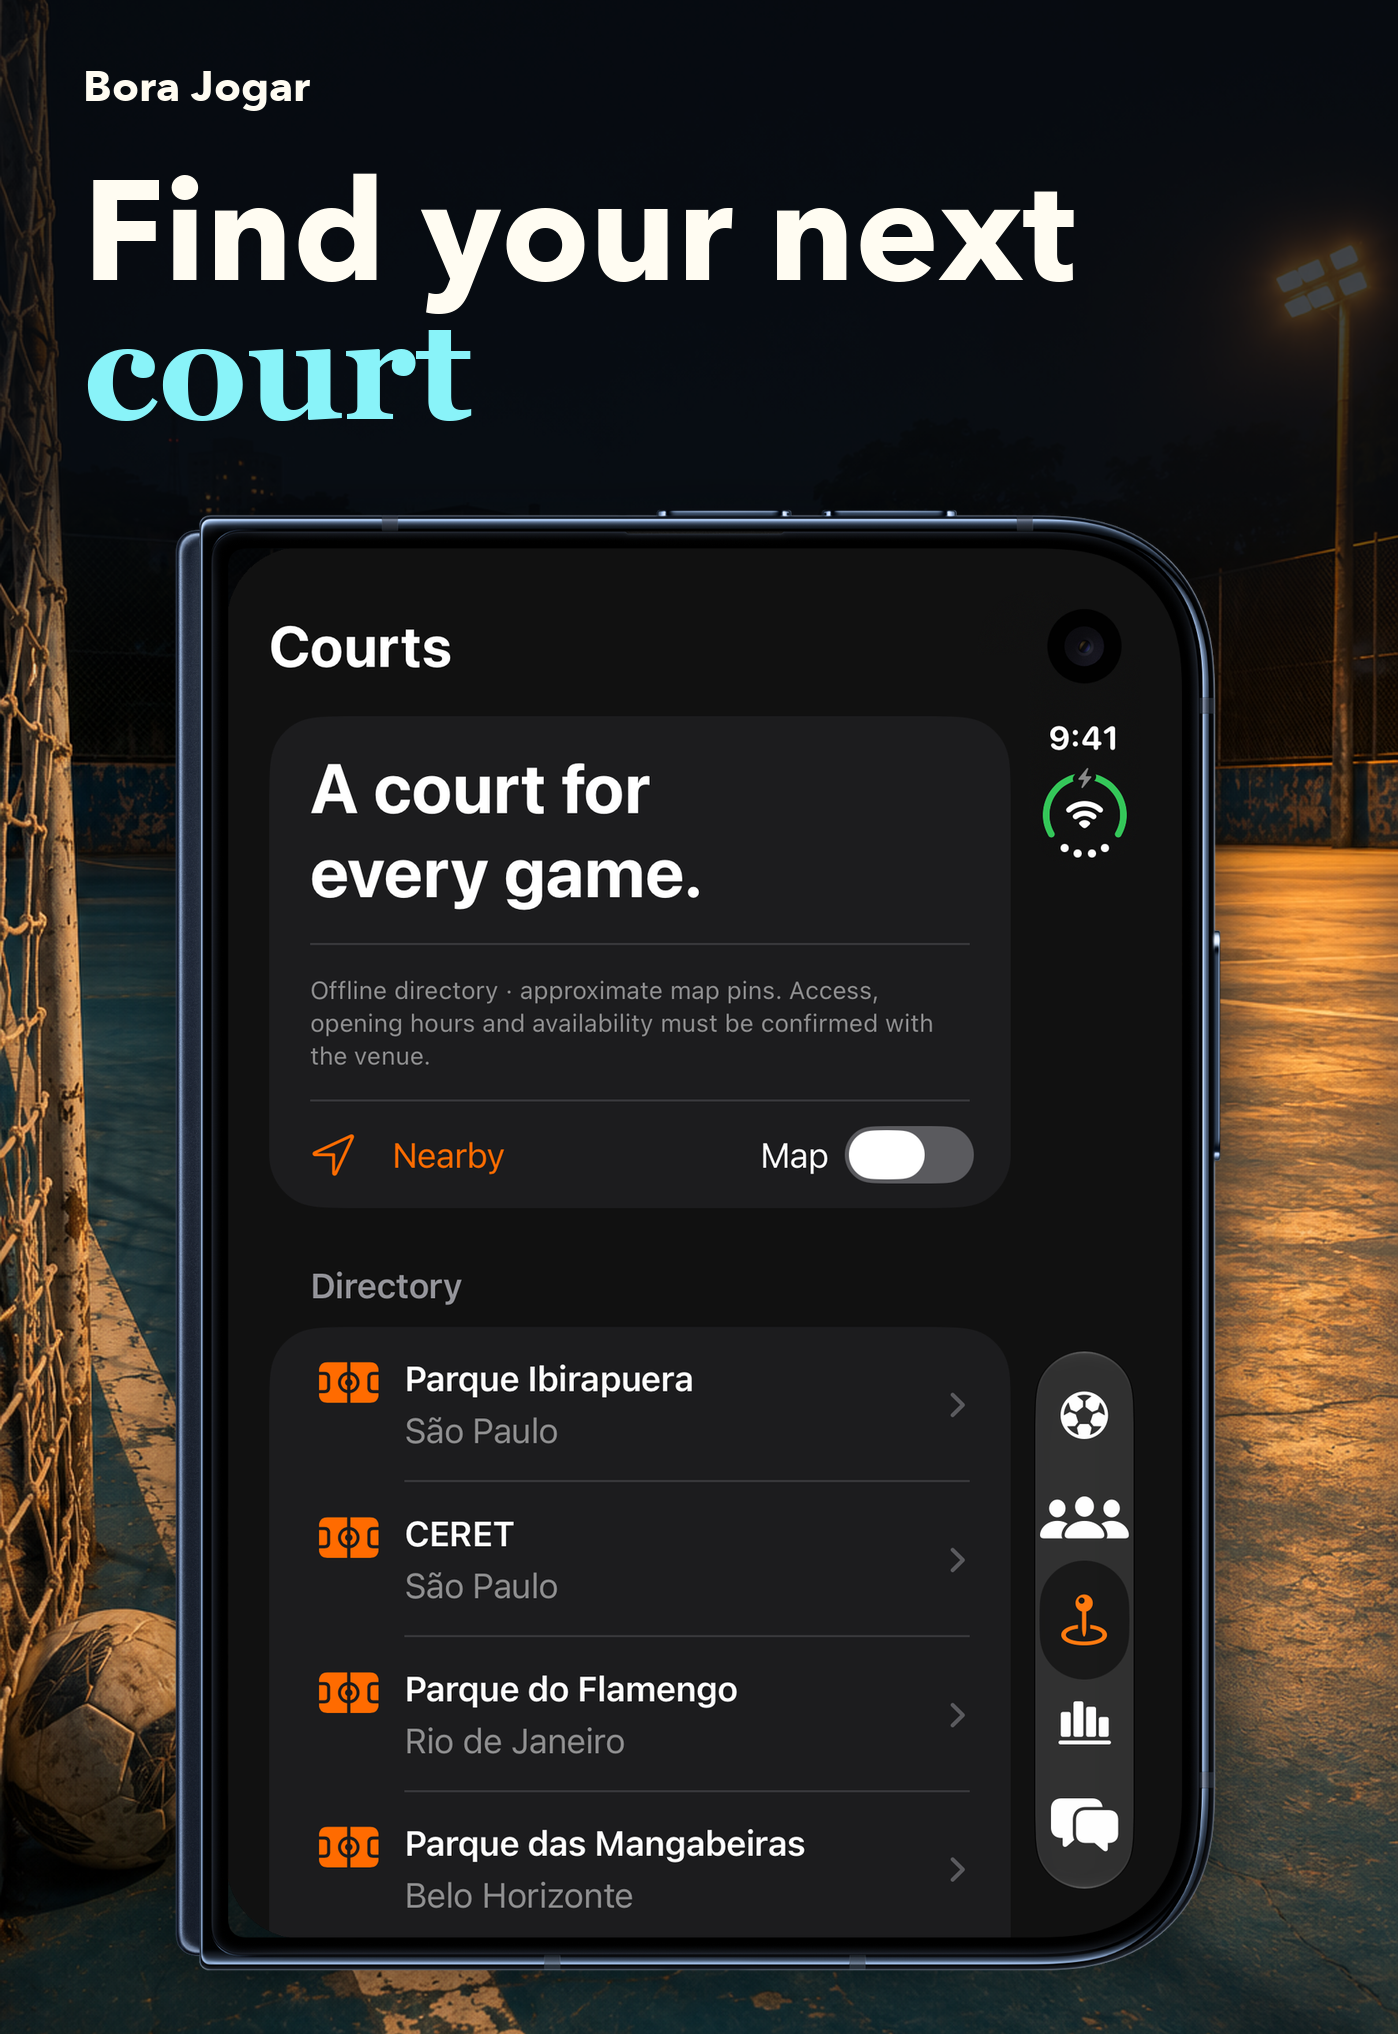 Bora Jogar
Find your next
court
Courts
9:41
A court for
every game.
Offline directory · approximate map pins. Access,
opening hours and availability must be confirmed with
the venue.
Nearby
Map
Directory
Parque Ibirapuera
São Paulo
CERET
São Paulo
Parque do Flamengo
Rio de Janeiro
Parque das Mangabeiras
Belo Horizonte